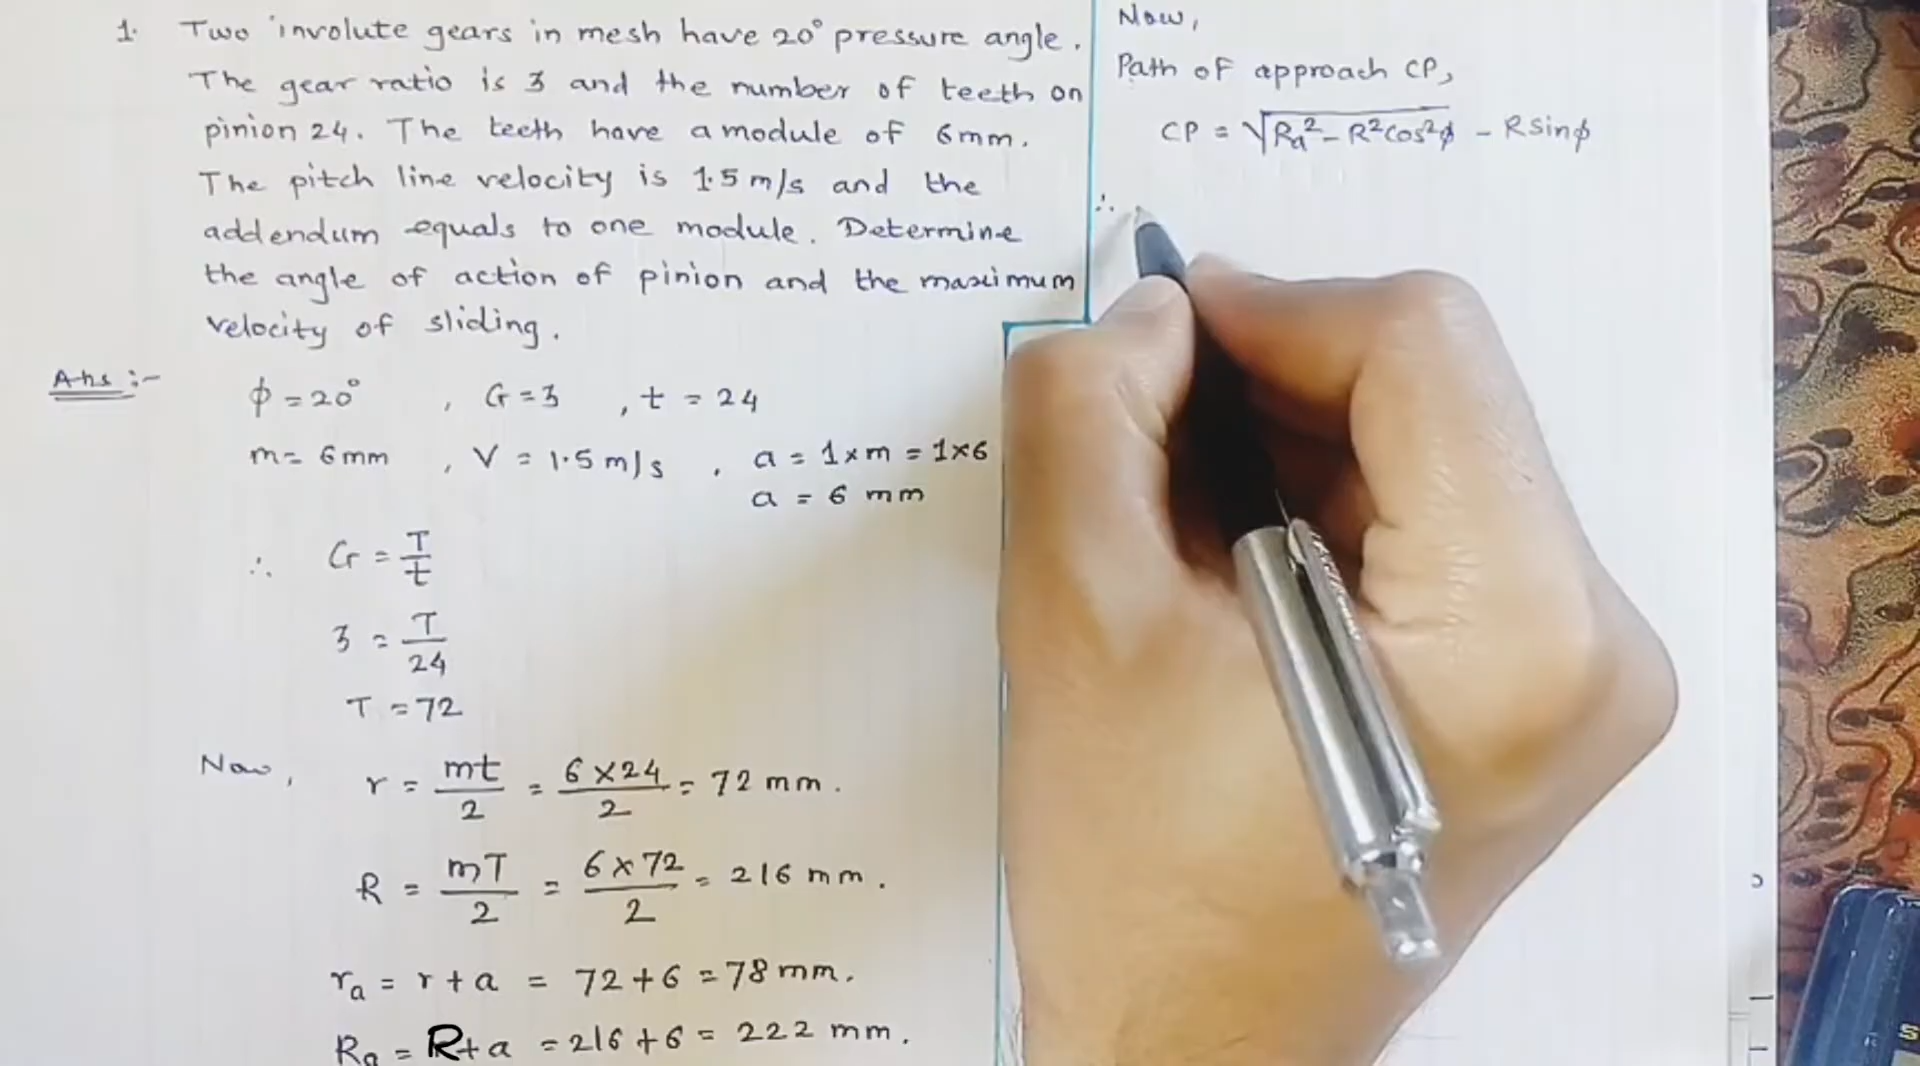 1. Two involute gears in mesh have 20° pressure angle.
The gear ratio is 3 and the number of teeth on
pinion 24. The teeth have a module of 6mm.
The pitch line velocity is 1.5 m/s and the
addendum equals to one module. Determine
the angle of action of pinion and the maximum
velocity of sliding.
Ans :-
ϕ = 20° , G = 3 , t = 24
m = 6mm , V = 1.5 m/s , a = 1×m = 1×6
a = 6 mm
∴ G = T/t
3 = T/24
T = 72
Now, r = mt/2 = 6×24/2 = 72 mm.
R = mT/2 = 6×72/2 = 216 mm.
ra = r + a = 72+6 = 78 mm.
Ra = R+a = 216+6 = 222 mm.
Now,
Path of approach CP,
CP = √Ra² - R²cos²ϕ - Rsinϕ
∴